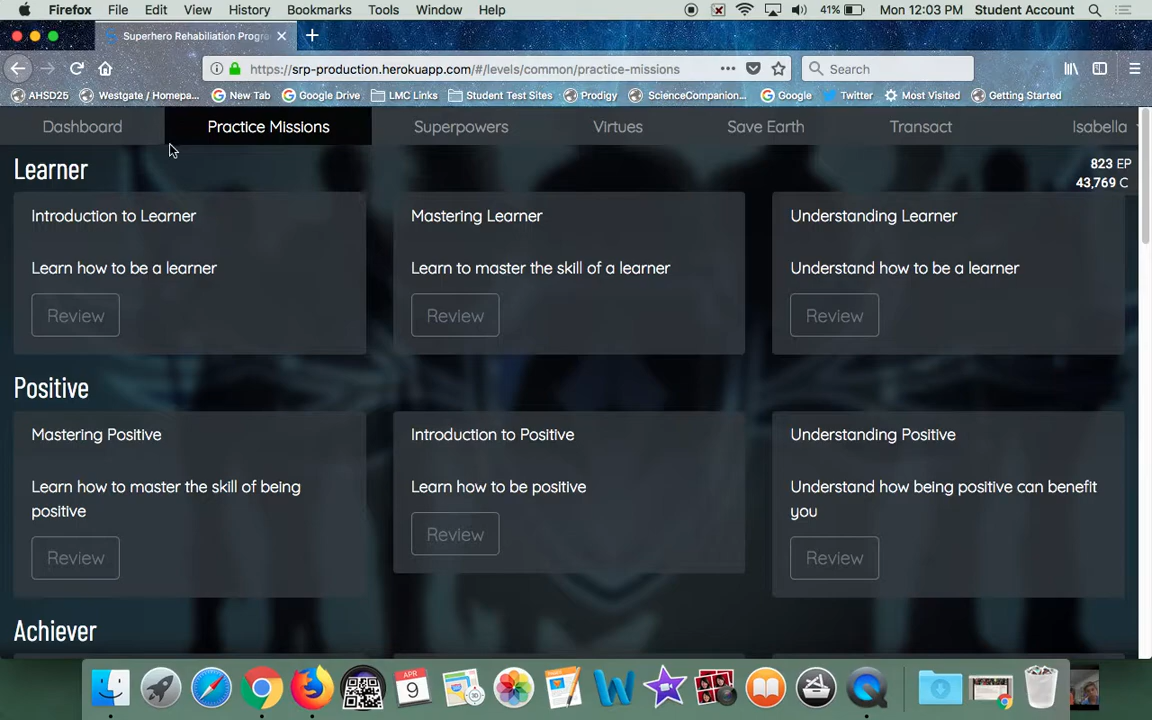 Firefox File Edit View History Bookmarks Tools Window Help 41% Mon 12:03 PM Student Account
Superhero Rehabiliation Progra
https://srp-production.herokuapp.com/#/levels/common/practice-missions Search
AHSD25 Westgate / Homepa... New Tab Google Drive LMC Links Student Test Sites Prodigy ScienceCompanion... Google Twitter Most Visited Getting Started
Dashboard Practice Missions Superpowers Virtues Save Earth Transact Isabella
823 EP
43,769 C
Learner
Introduction to Learner Mastering Learner Understanding Learner
Learn how to be a learner Learn to master the skill of a learner Understand how to be a learner
Review Review Review
Positive
Mastering Positive Introduction to Positive Understanding Positive
Learn how to master the skill of being Learn how to be positive Understand how being positive can benefit
positive you
Review Review Review
Achiever
APR
9